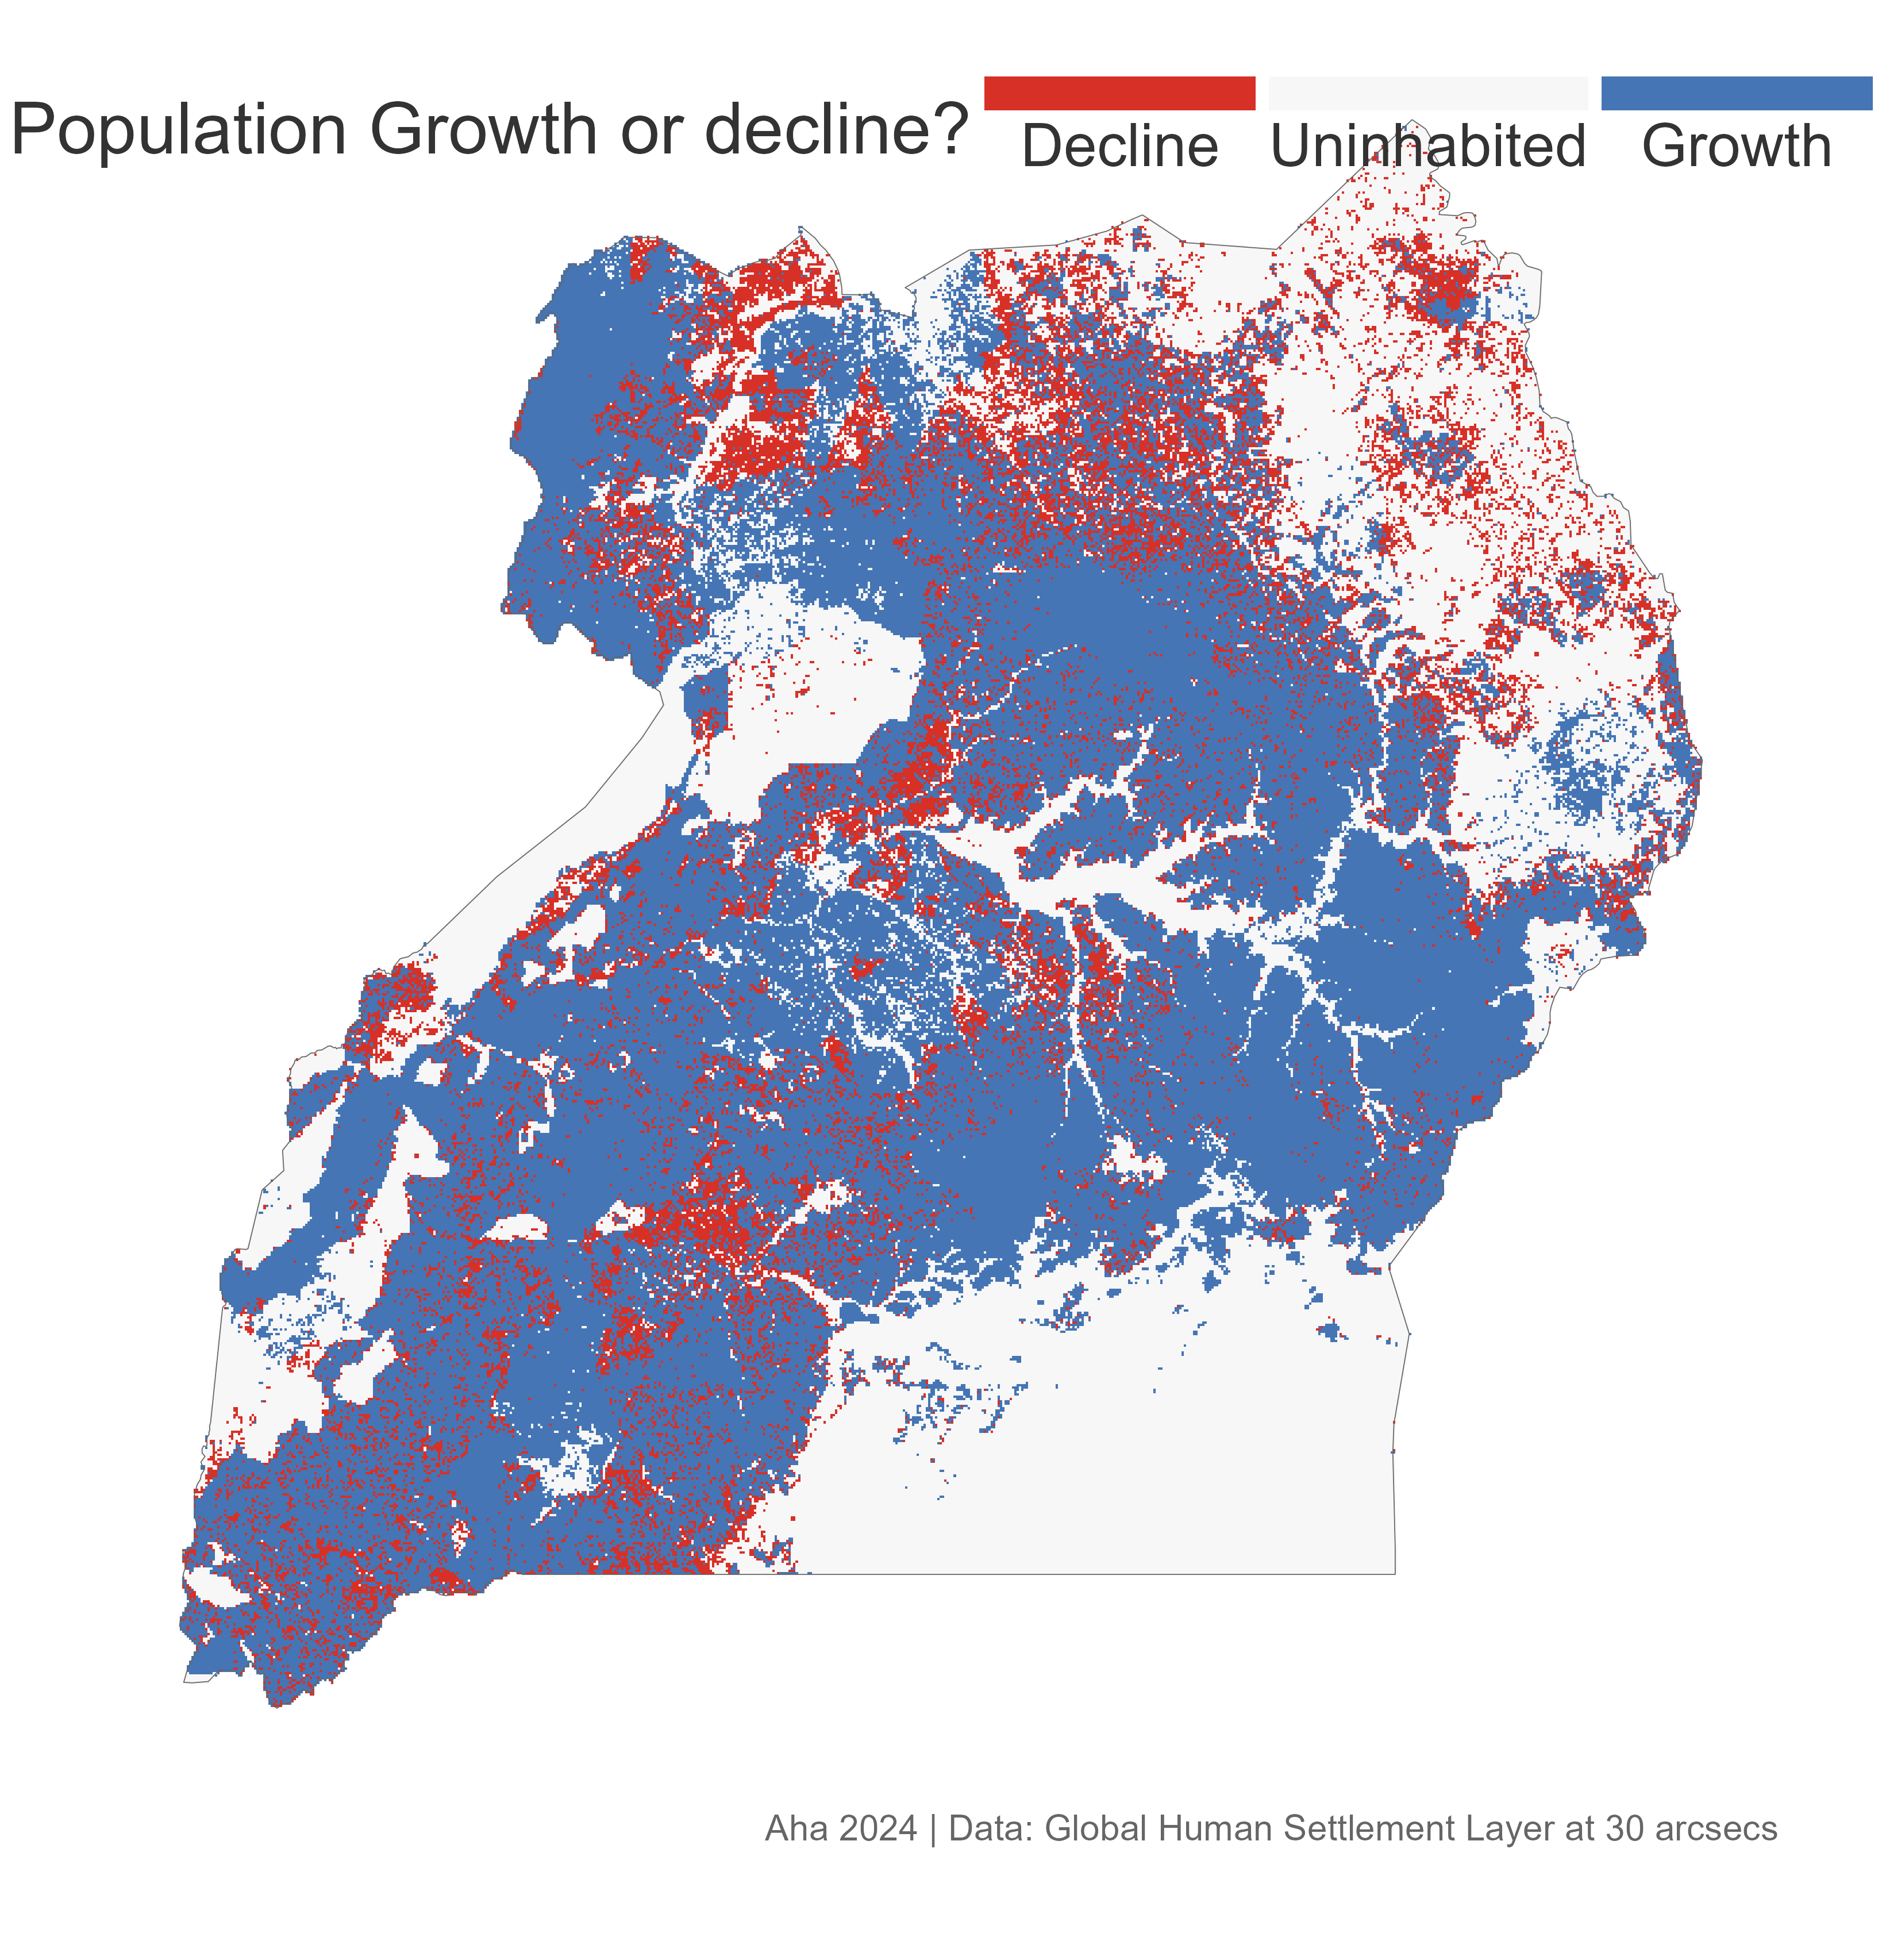 Population Growth or decline?
Decline Uninhabited Growth
Aha 2024 | Data: Global Human Settlement Layer at 30 arcsecs